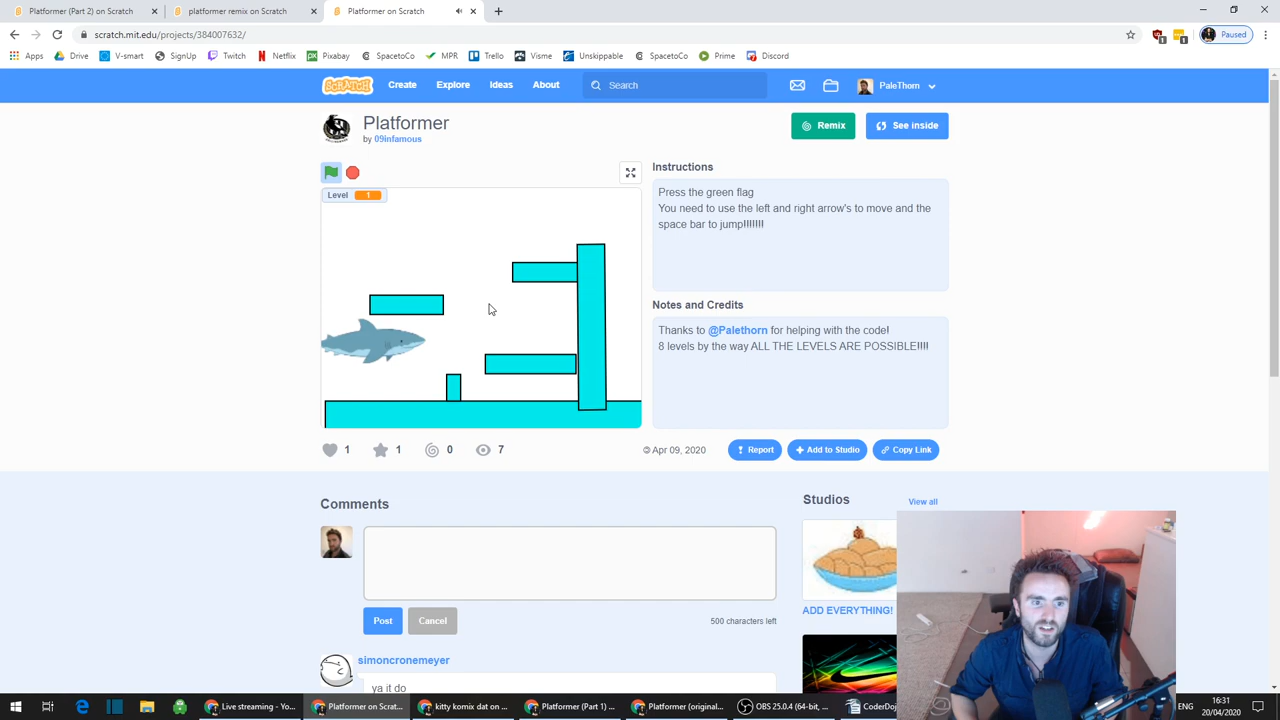 Platformer (Part 2) on Scratch
platformer remix on Scratch
Platformer on Scratch
scratch.mit.edu/projects/384007632/
Paused
Apps
Drive
V-smart
SignUp
Twitch
Netflix
Pixabay
SpacetoCo
MPR
Trello
Visme
Unskippable
SpacetoCo
Prime
Discord
SCRATCH
Create
Explore
Ideas
About
Search
PaleThorn
Platformer
by 09infamous
Remix
See inside
Level 1
Instructions
Press the green flag
You need to use the left and right arrow's to move and the
space bar to jump!!!!!!!
Notes and Credits
Thanks to @Palethorn for helping with the code!
8 levels by the way ALL THE LEVELS ARE POSSIBLE!!!!
1
1
0
7
© Apr 09, 2020
Report
Add to Studio
Copy Link
Comments
Studios
View all
ADD EVERYTHING!
Post
Cancel
500 characters left
simoncronemeyer
ya it do
Live streaming - Yo...
Platformer on Scrat...
kitty komix dat on ...
Platformer (Part 1) ...
Platformer (original...
OBS 25.0.4 (64-bit, ...
CoderDoj
ENG
16:31
20/04/2020